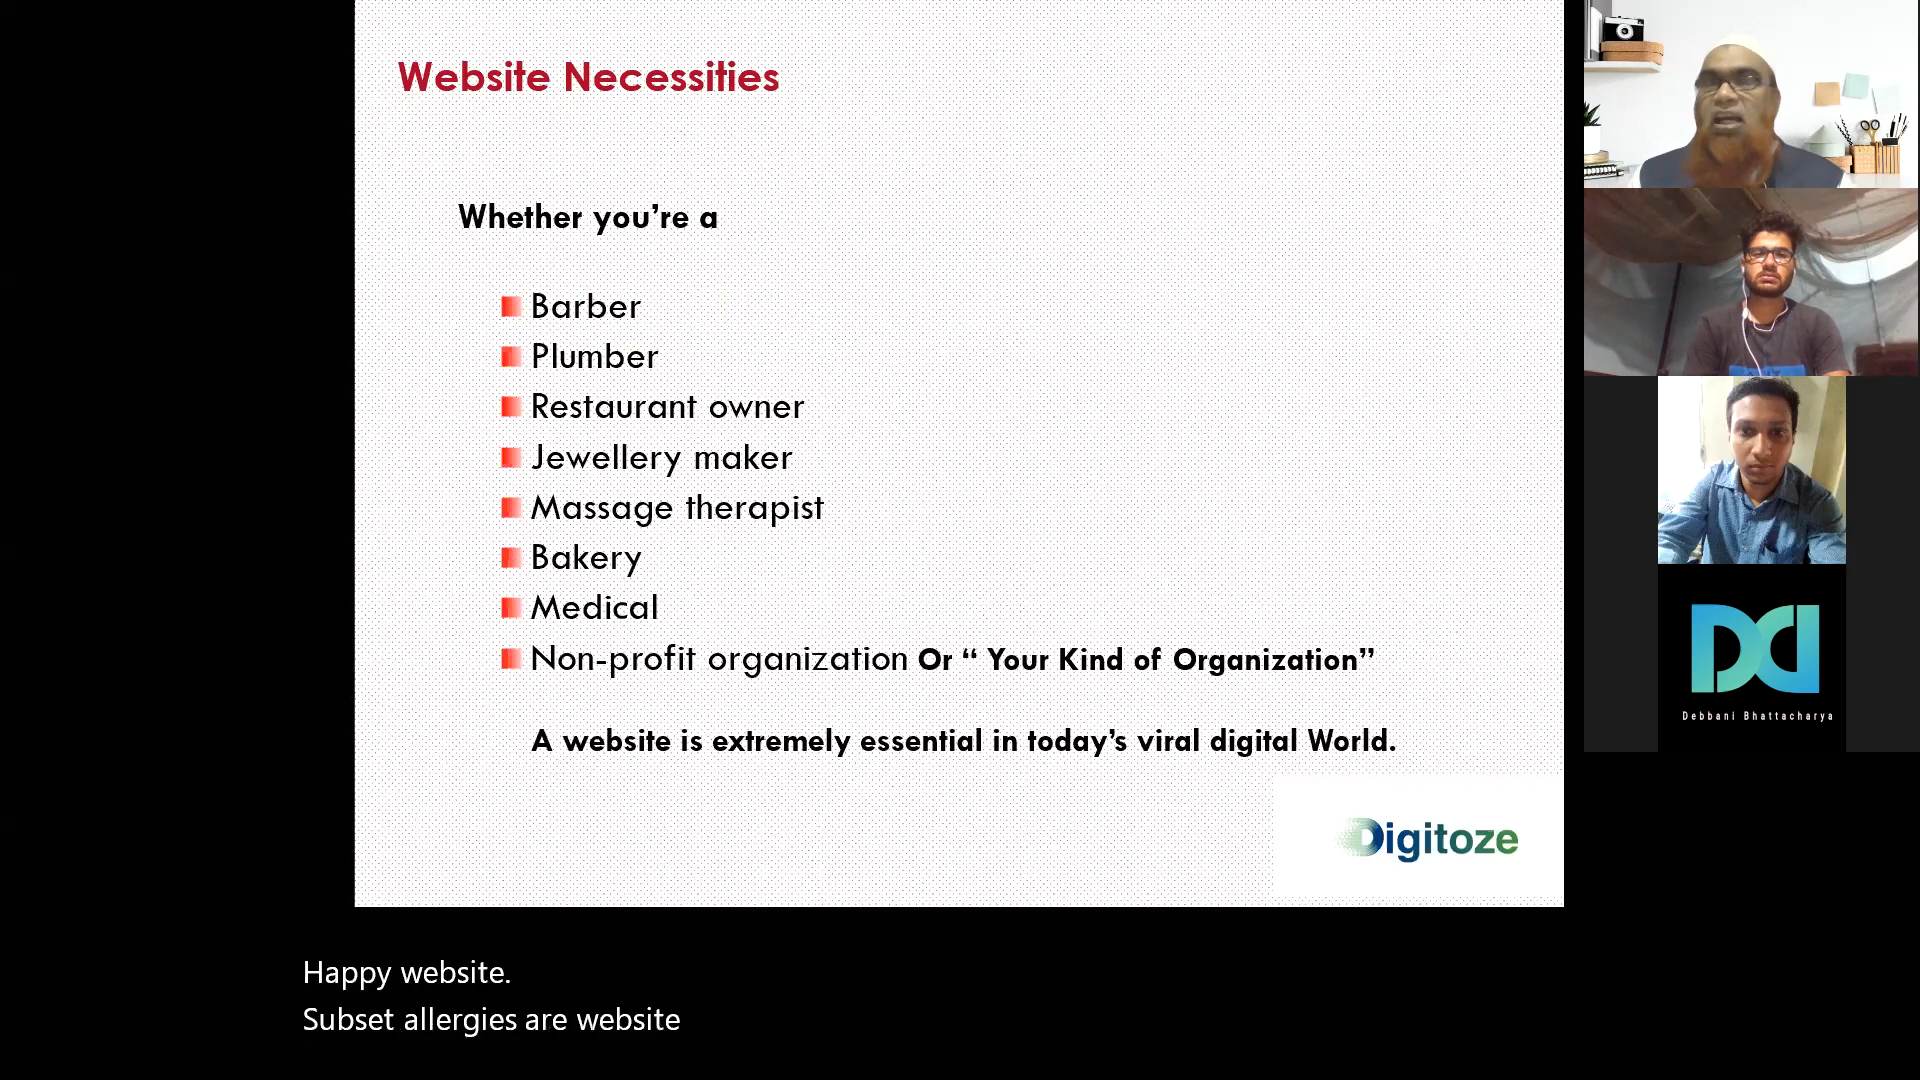 Website Necessities
Whether you’re a
Barber
Plumber
Restaurant owner
Jewellery maker
Massage therapist
Bakery
Medical
Non-profit organization Or “ Your Kind of Organization”
A website is extremely essential in today’s viral digital World.
Digitoze
DD
Debbani Bhattacharya
Happy website.
Subset allergies are website